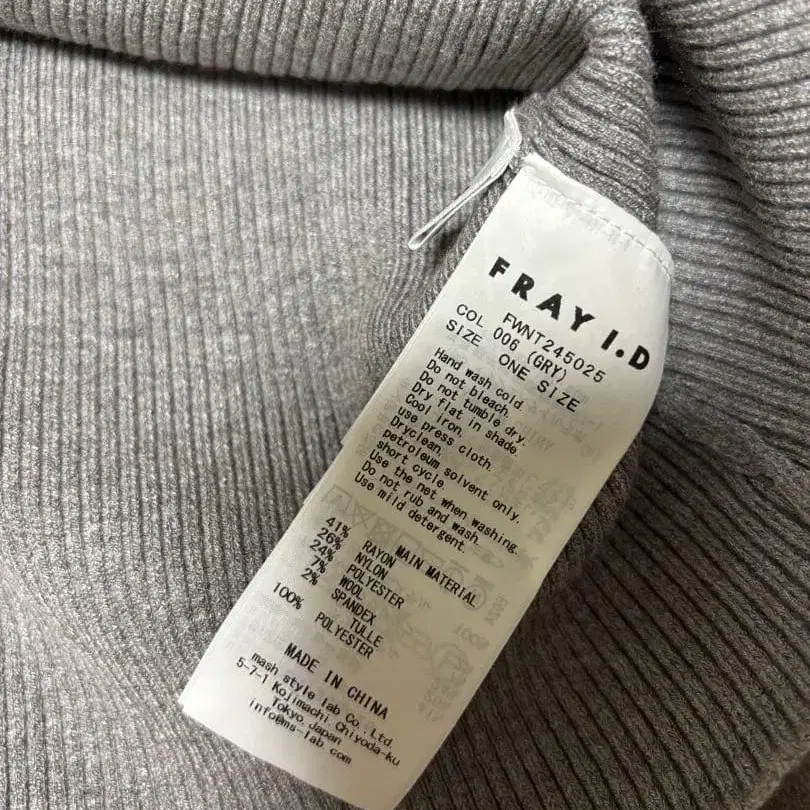 FRAY I.D
FWNT245025
COL 006 (GRY)
SIZE ONE SIZE
Hand wash cold.
Do not bleach.
Do not tumble dry.
Dry flat in shade.
Cool iron.
use press cloth.
Dryclean.
petroleum solvent only.
short cycle.
Use the net when washing.
Do not rub and wash.
Use mild detergent.
MAIN MATERIAL
41% RAYON
26% NYLON
24% POLYESTER
7% WOOL
2% SPANDEX
TULLE
100% POLYESTER
MADE IN CHINA
mash style lab Co., Ltd.
5-7-1 Kojimachi Chiyoda-ku
Tokyo, Japan
info@ms-lab.com